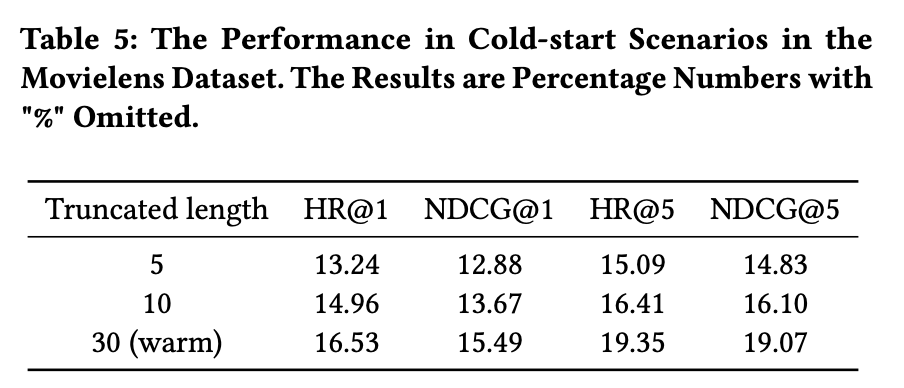 Table 5: The Performance in Cold-start Scenarios in the
Movielens Dataset. The Results are Percentage Numbers with
"%" Omitted.
Truncated length HR@1 NDCG@1 HR@5 NDCG@5
5 13.24 12.88 15.09 14.83
10 14.96 13.67 16.41 16.10
30 (warm) 16.53 15.49 19.35 19.07